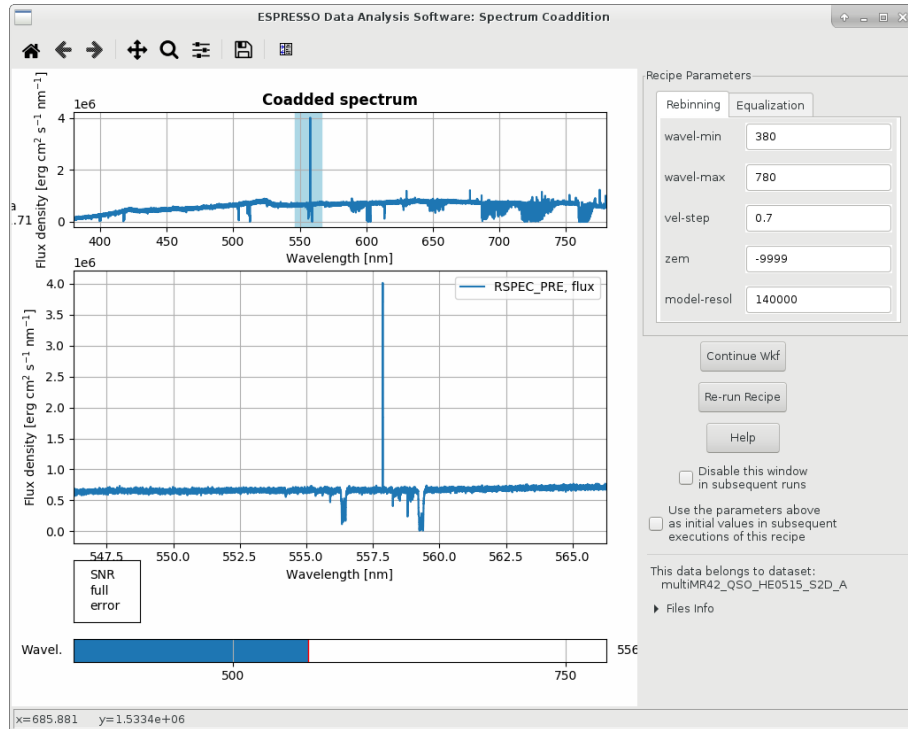 ESPRESSO Data Analysis Software: Spectrum Coaddition
Coadded spectrum
1e6
Flux density [erg cm² s⁻¹ nm⁻¹]
4
2
0
a
.71
400 450 500 550 600 650 700 750
Wavelength [nm]
1e6
RSPEC_PRE, flux
Flux density [erg cm² s⁻¹ nm⁻¹]
4.0
3.5
3.0
2.5
2.0
1.5
1.0
0.5
0.0
547.5 550.0 552.5 555.0 557.5 560.0 562.5 565.0
Wavelength [nm]
SNR
full
error
Wavel.
556
500 750
x=685.881 y=1.5334e+06
Recipe Parameters
Rebinning Equalization
wavel-min 380
wavel-max 780
vel-step 0.7
zem -9999
model-resol 140000
Continue Wkf
Re-run Recipe
Help
Disable this window
in subsequent runs
Use the parameters above
as initial values in subsequent
executions of this recipe
This data belongs to dataset:
multiMR42_QSO_HE0515_S2D_A
Files Info